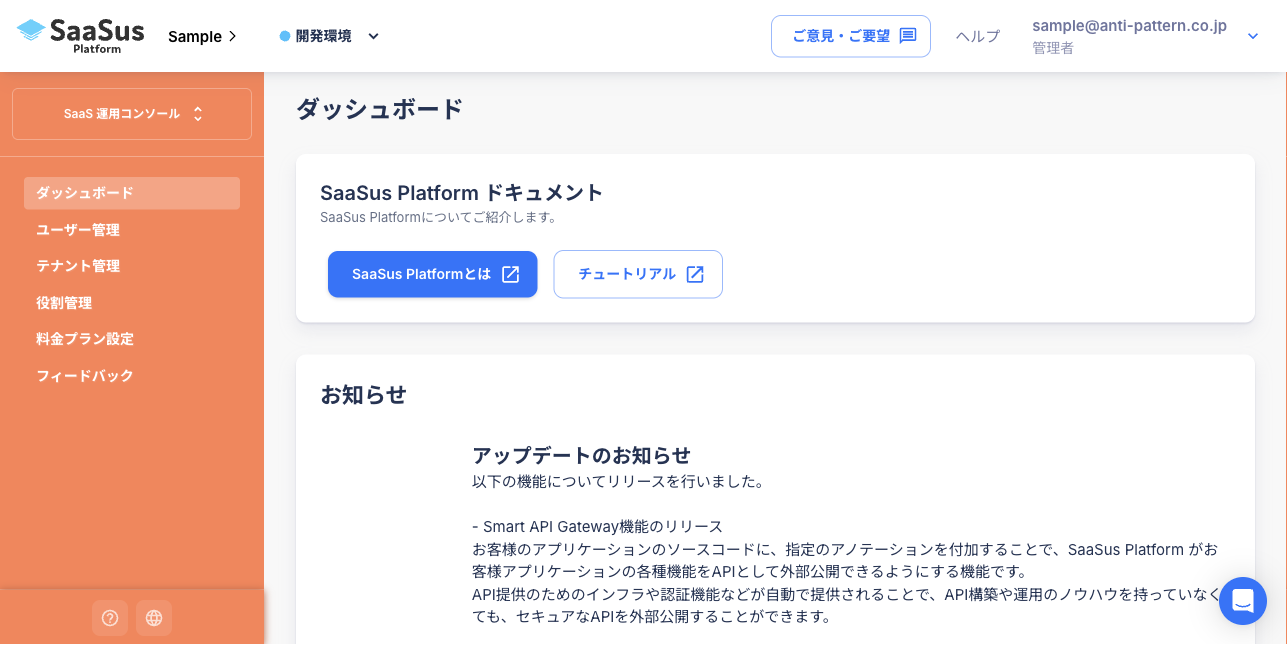 SaaSus
Platform
Sample
開発環境
ご意見・ご要望
ヘルプ
sample@anti-pattern.co.jp
管理者
SaaS 運用コンソール
ダッシュボード
ユーザー管理
テナント管理
役割管理
料金プラン設定
フィードバック
ダッシュボード
SaaSus Platform ドキュメント
SaaSus Platformについてご紹介します。
SaaSus Platformとは
チュートリアル
お知らせ
アップデートのお知らせ
以下の機能についてリリースを行いました。
- Smart API Gateway機能のリリース
お客様のアプリケーションのソースコードに、指定のアノテーションを付加することで、SaaSus Platform がお
客様アプリケーションの各種機能をAPIとして外部公開できるようにする機能です。
API提供のためのインフラや認証機能などが自動で提供されることで、API構築や運用のノウハウを持っていなく
ても、セキュアなAPIを外部公開することができます。